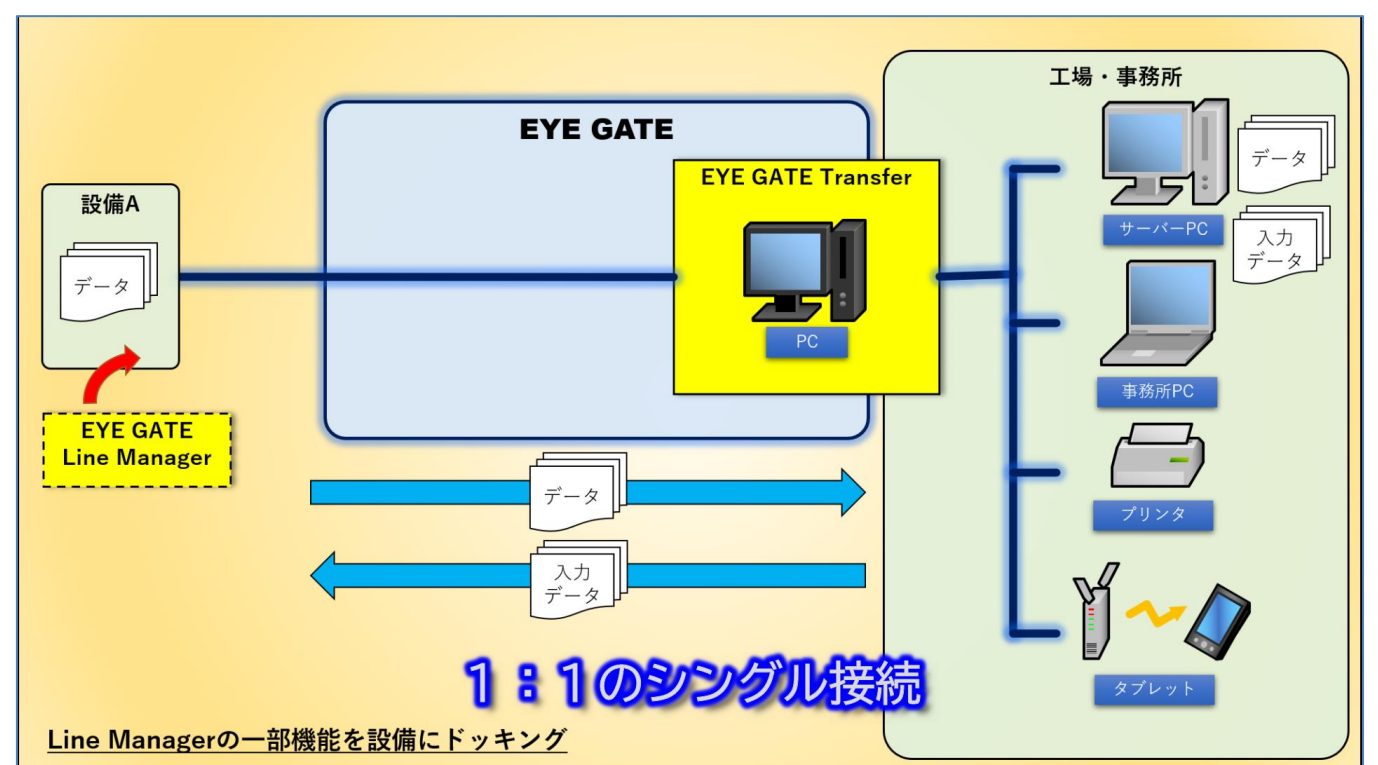 工場・事務所
EYE GATE
EYE GATE Transfer
設備A
データ
データ
サーバーPC
入力
データ
PC
事務所PC
EYE GATE
Line Manager
データ
プリンタ
入力
データ
1:1のシングル接続
タブレット
Line Managerの一部機能を設備にドッキング